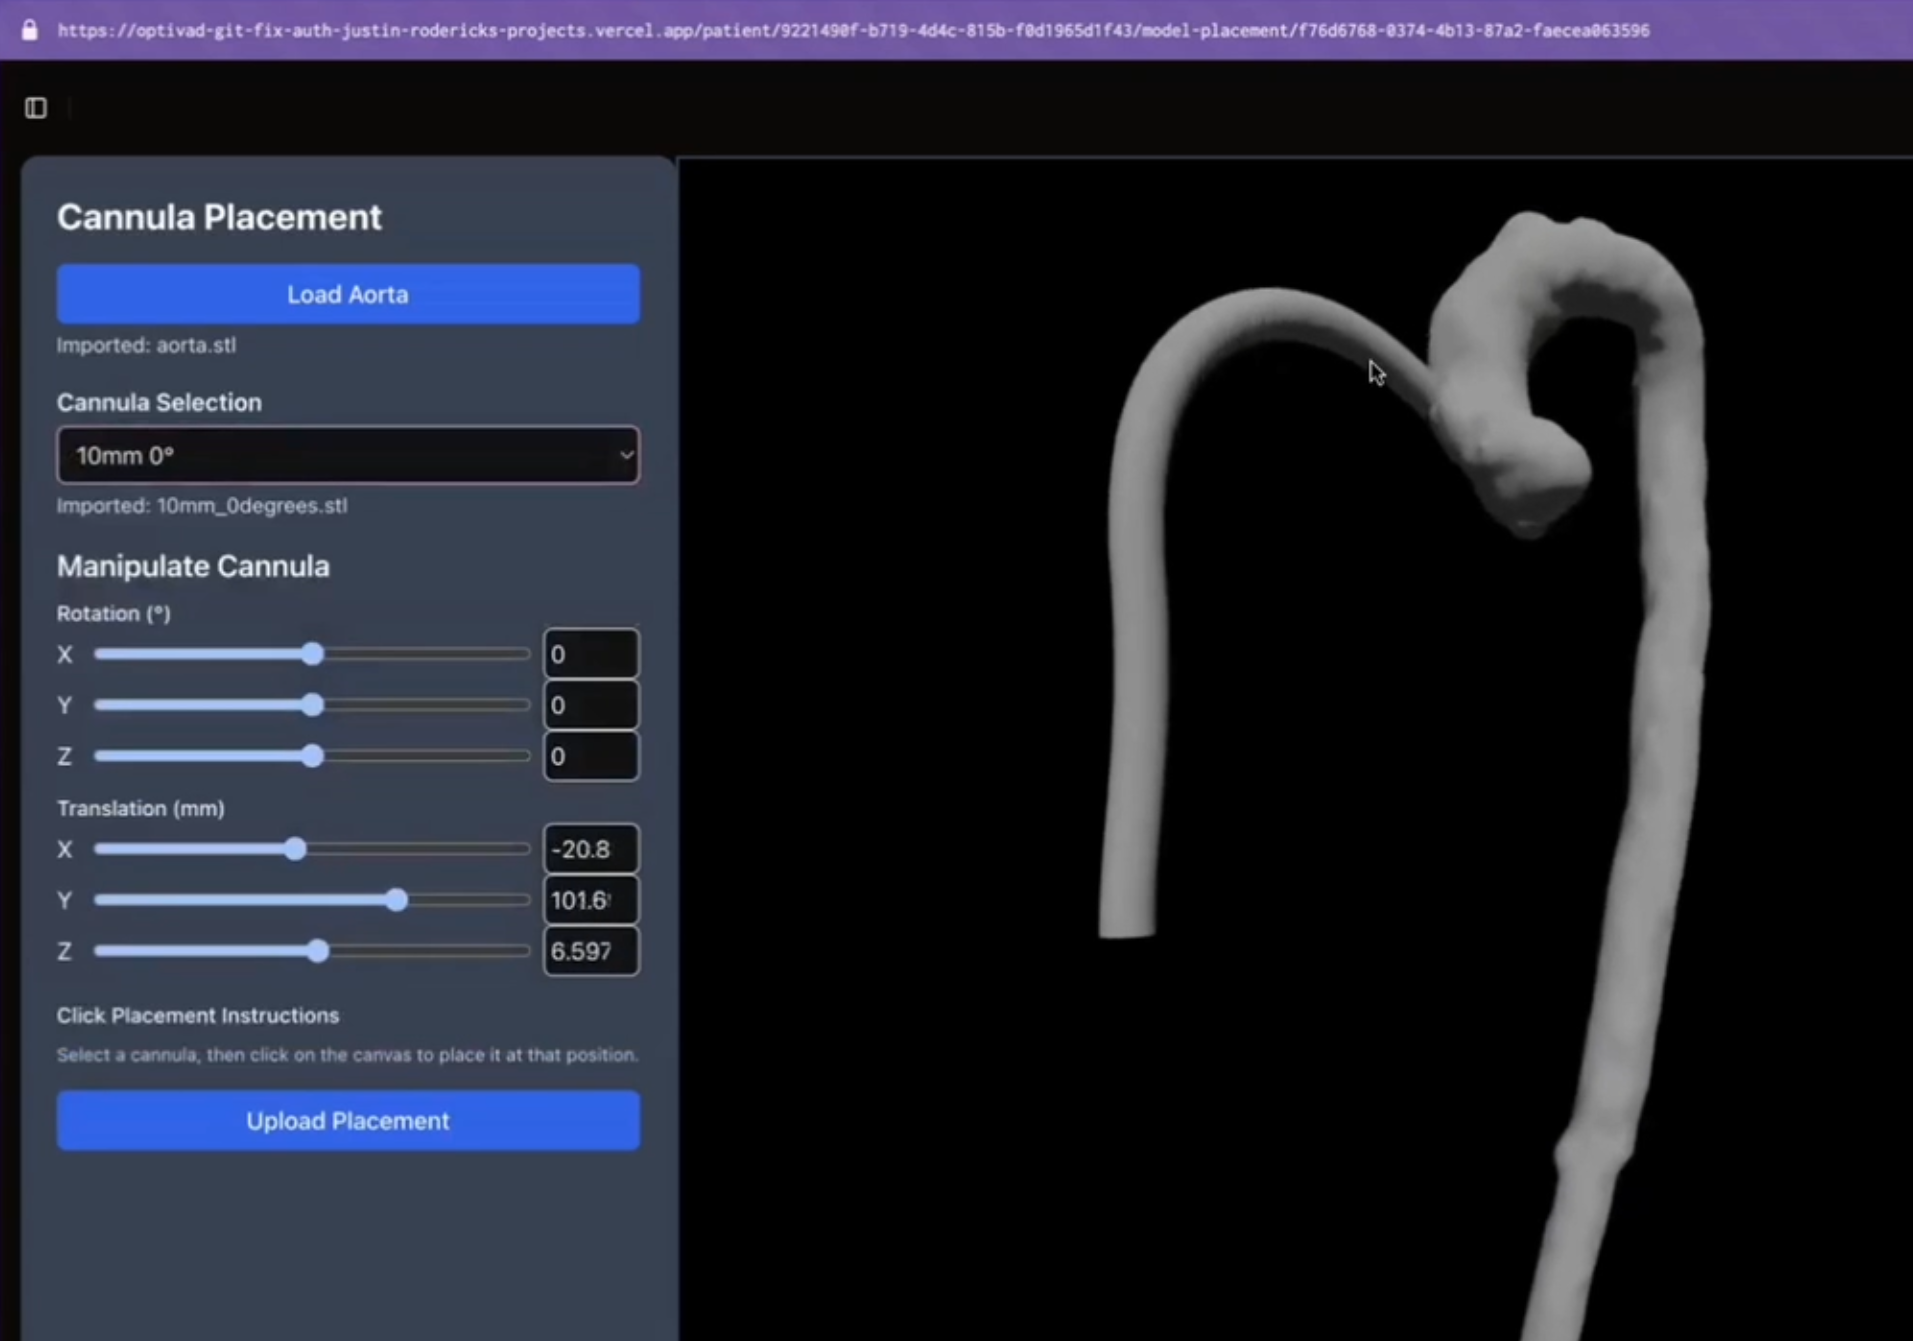 https://optivad-git-fix-auth-justin-rodericks-projects.vercel.app/patient/9221490f-b719-4d4c-815b-f0d1965d1f43/model-placement/f76d6768-0374-4b13-87a2-faecea063596
Cannula Placement
Load Aorta
Imported: aorta.stl
Cannula Selection
10mm 0°
Imported: 10mm_0degrees.stl
Manipulate Cannula
Rotation (°)
X 0
Y 0
Z 0
Translation (mm)
X -20.8
Y 101.6
Z 6.597
Click Placement Instructions
Select a cannula, then click on the canvas to place it at that position.
Upload Placement